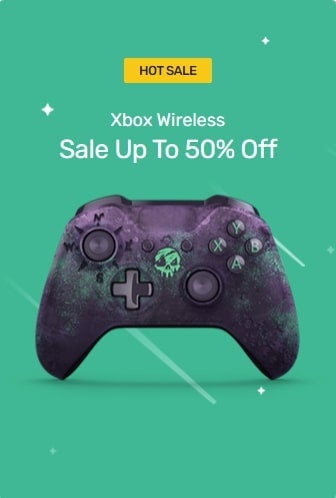 HOT SALE
Xbox Wireless
Sale Up To 50% Off
N
W
S
Y
X
B
A